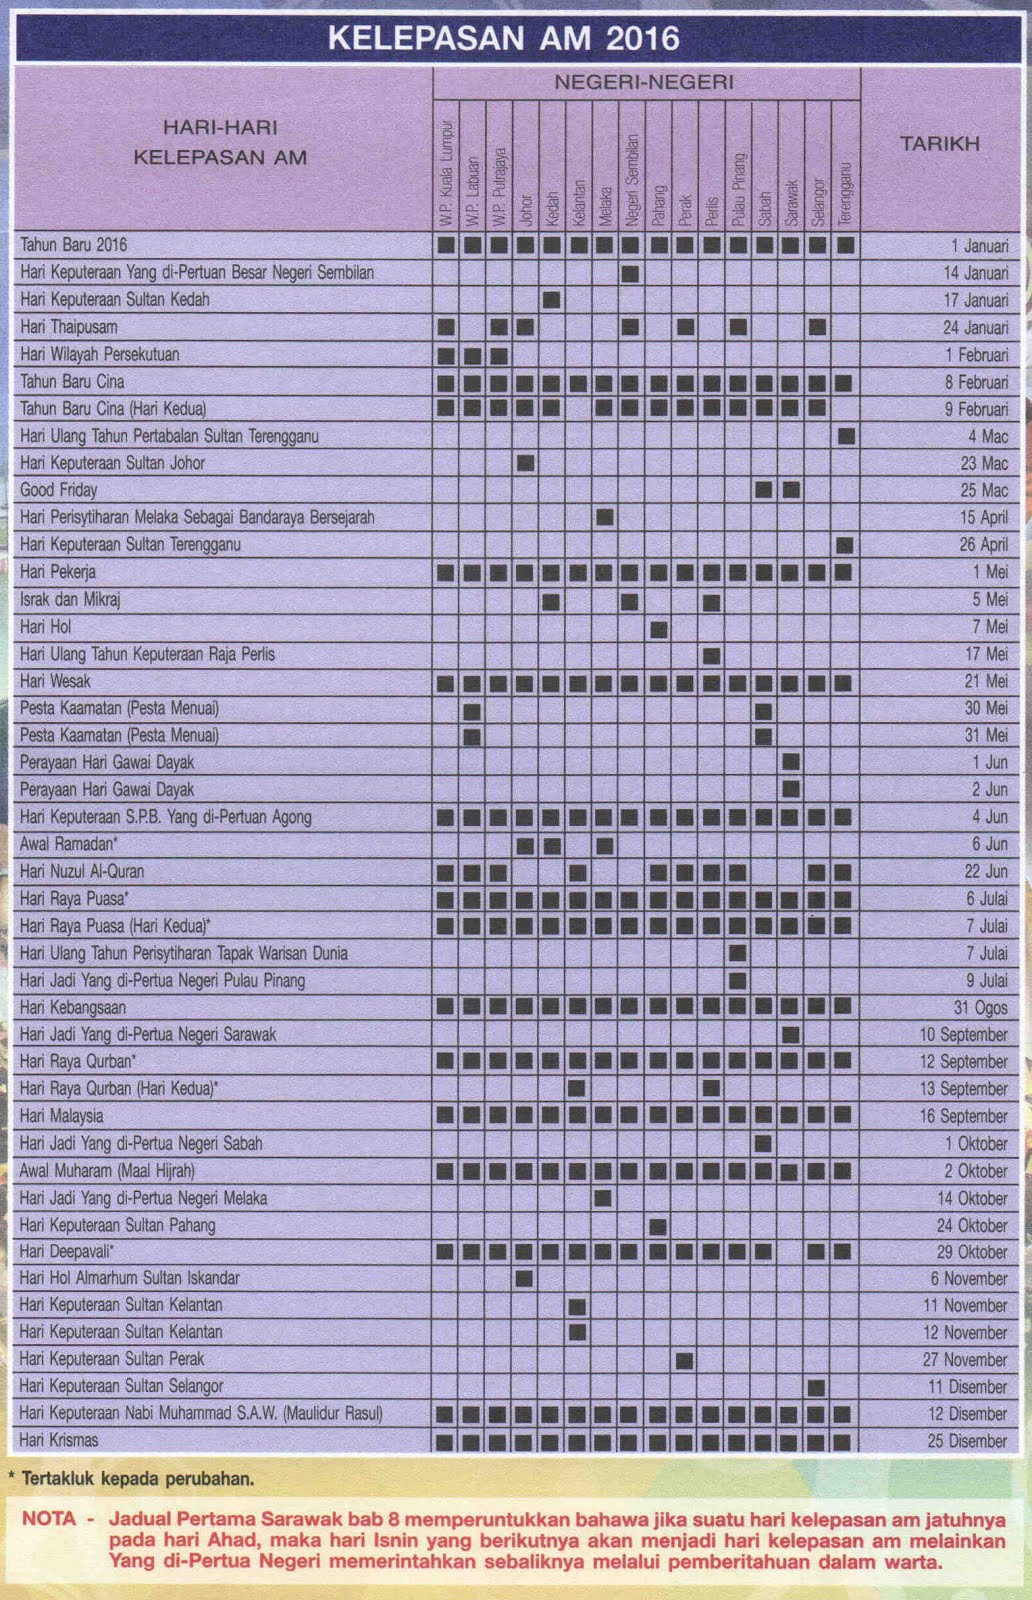 KELEPASAN AM 2016
HARI-HARI
KELEPASAN AM
NEGERI-NEGERI
TARIKH
W.P. Kuala Lumpur
W.P. Labuan
W.P. Putrajaya
Johor
Kedah
Kelantan
Melaka
Negeri Sembilan
Pahang
Perak
Perlis
Pulau Pinang
Sabah
Sarawak
Selangor
Terengganu
Tahun Baru 2016 1 Januari
Hari Keputeraan Yang di-Pertuan Besar Negeri Sembilan 14 Januari
Hari Keputeraan Sultan Kedah 17 Januari
Hari Thaipusam 24 Januari
Hari Wilayah Persekutuan 1 Februari
Tahun Baru Cina 8 Februari
Tahun Baru Cina (Hari Kedua) 9 Februari
Hari Ulang Tahun Pertabalan Sultan Terengganu 4 Mac
Hari Keputeraan Sultan Johor 23 Mac
Good Friday 25 Mac
Hari Perisytiharan Melaka Sebagai Bandaraya Bersejarah 15 April
Hari Keputeraan Sultan Terengganu 26 April
Hari Pekerja 1 Mei
Israk dan Mikraj 5 Mei
Hari Hol 7 Mei
Hari Ulang Tahun Keputeraan Raja Perlis 17 Mei
Hari Wesak 21 Mei
Pesta Kaamatan (Pesta Menuai) 30 Mei
Pesta Kaamatan (Pesta Menuai) 31 Mei
Perayaan Hari Gawai Dayak 1 Jun
Perayaan Hari Gawai Dayak 2 Jun
Hari Keputeraan S.P.B. Yang di-Pertuan Agong 4 Jun
Awal Ramadan* 6 Jun
Hari Nuzul Al-Quran 22 Jun
Hari Raya Puasa* 6 Julai
Hari Raya Puasa (Hari Kedua)* 7 Julai
Hari Ulang Tahun Perisytiharan Tapak Warisan Dunia 7 Julai
Hari Jadi Yang di-Pertua Negeri Pulau Pinang 9 Julai
Hari Kebangsaan 31 Ogos
Hari Jadi Yang di-Pertua Negeri Sarawak 10 September
Hari Raya Qurban* 12 September
Hari Raya Qurban (Hari Kedua)* 13 September
Hari Malaysia 16 September
Hari Jadi Yang di-Pertua Negeri Sabah 1 Oktober
Awal Muharam (Maal Hijrah) 2 Oktober
Hari Jadi Yang di-Pertua Negeri Melaka 14 Oktober
Hari Keputeraan Sultan Pahang 24 Oktober
Hari Deepavali* 29 Oktober
Hari Hol Almarhum Sultan Iskandar 6 November
Hari Keputeraan Sultan Kelantan 11 November
Hari Keputeraan Sultan Kelantan 12 November
Hari Keputeraan Sultan Perak 27 November
Hari Keputeraan Sultan Selangor 11 Disember
Hari Keputeraan Nabi Muhammad S.A.W. (Maulidur Rasul) 12 Disember
Hari Krismas 25 Disember
* Tertakluk kepada perubahan.
NOTA - Jadual Pertama Sarawak bab 8 memperuntukkan bahawa jika suatu hari kelepasan am jatuhnya
pada hari Ahad, maka hari Isnin yang berikutnya akan menjadi hari kelepasan am melainkan
Yang di-Pertua Negeri memerintahkan sebaliknya melalui pemberitahuan dalam warta.